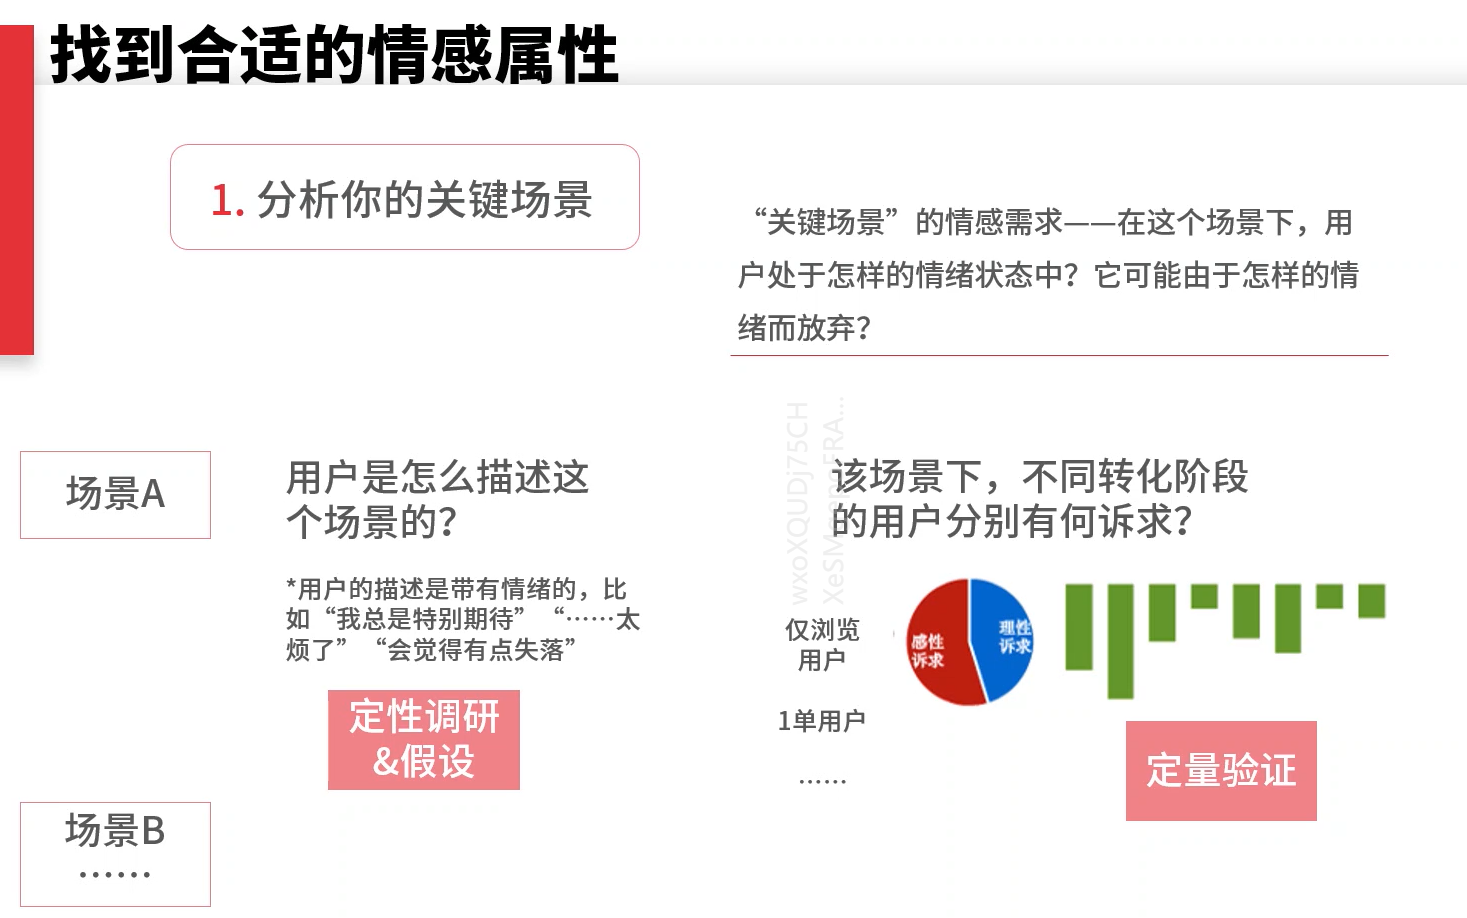 找到合适的情感属性
1. 分析你的关键场景
“关键场景”的情感需求——在这个场景下，用
户处于怎样的情绪状态中？它可能由于怎样的情
绪而放弃？
场景A
用户是怎么描述这
个场景的？
*用户的描述是带有情绪的，比
如“我总是特别期待”“……太
烦了”“会觉得有点失落”
定性调研
&假设
wxoXQUDj75CH
该场景下，不同转化阶段
的用户分别有何诉求？
仅浏览
用户
感性
诉求
理性
诉求
1单用户
……
定量验证
场景B
……